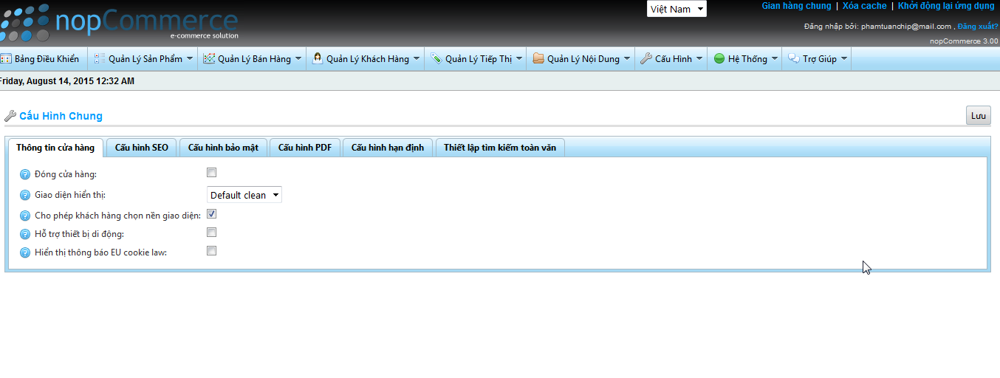 nopCommerce
e-commerce solution
Việt Nam
Gian hàng chung | Xóa cache | Khởi động lại ứng dụng
Đăng nhập bởi: phamtuanchip@mail.com , Đăng xuất?
nopCommerce 3.00
Bảng Điều Khiển Quản Lý Sản Phẩm Quản Lý Bán Hàng Quản Lý Khách Hàng Quản Lý Tiếp Thị Quản Lý Nội Dung Cấu Hình Hệ Thống Trợ Giúp
Friday, August 14, 2015 12:32 AM
Cấu Hình Chung
Lưu
Thông tin cửa hàng Cấu hình SEO Cấu hình bảo mật Cấu hình PDF Cấu hình hạn định Thiết lập tìm kiếm toàn văn
Đóng cửa hàng:
Giao diện hiển thị: Default clean
Cho phép khách hàng chọn nền giao diện:
Hỗ trợ thiết bị di động:
Hiển thị thông báo EU cookie law: